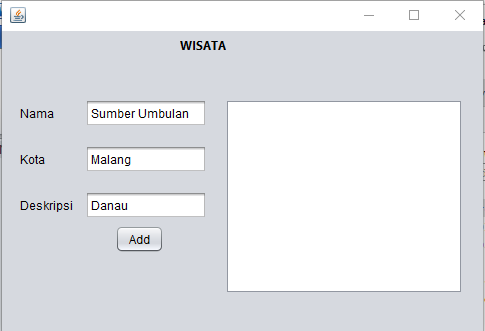 WISATA
Nama Sumber Umbulan
Kota Malang
Deskripsi Danau
Add